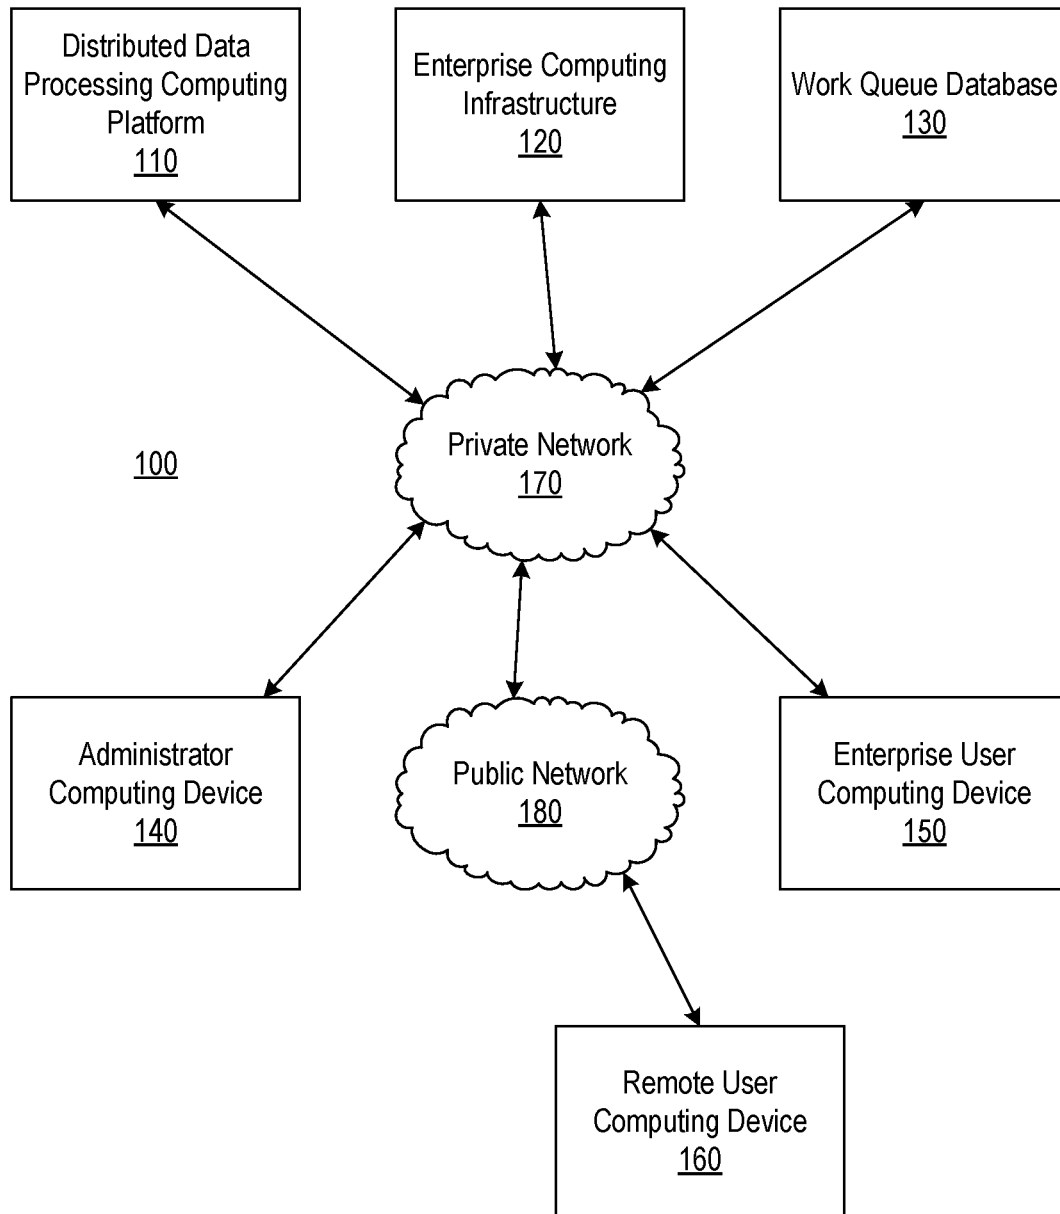 Distributed Data
Processing Computing
Platform
110
Enterprise Computing
Infrastructure
120
Work Queue Database
130
Private Network
170
100
Administrator
Computing Device
140
Public Network
180
Enterprise User
Computing Device
150
Remote User
Computing Device
160